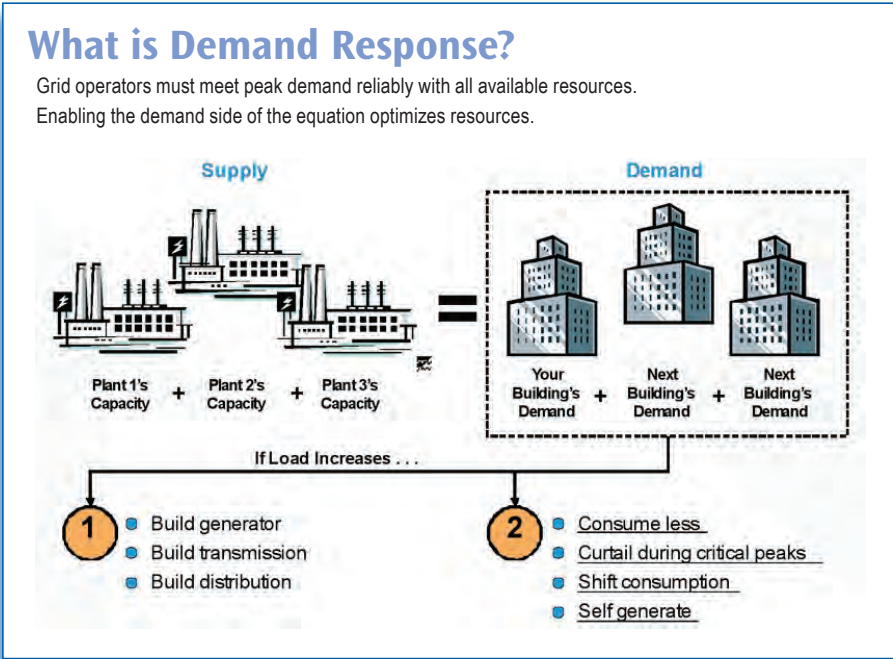 What is Demand Response?
Grid operators must meet peak demand reliably with all available resources.
Enabling the demand side of the equation optimizes resources.
Supply
Demand
=
Plant 1's
Capacity
+
Plant 2's
Capacity
+
Plant 3's
Capacity
Your
Building's
Demand
+
Next
Building's
Demand
+
Next
Building's
Demand
If Load Increases . . .
1
Build generator
Build transmission
Build distribution
2
Consume less
Curtail during critical peaks
Shift consumption
Self generate